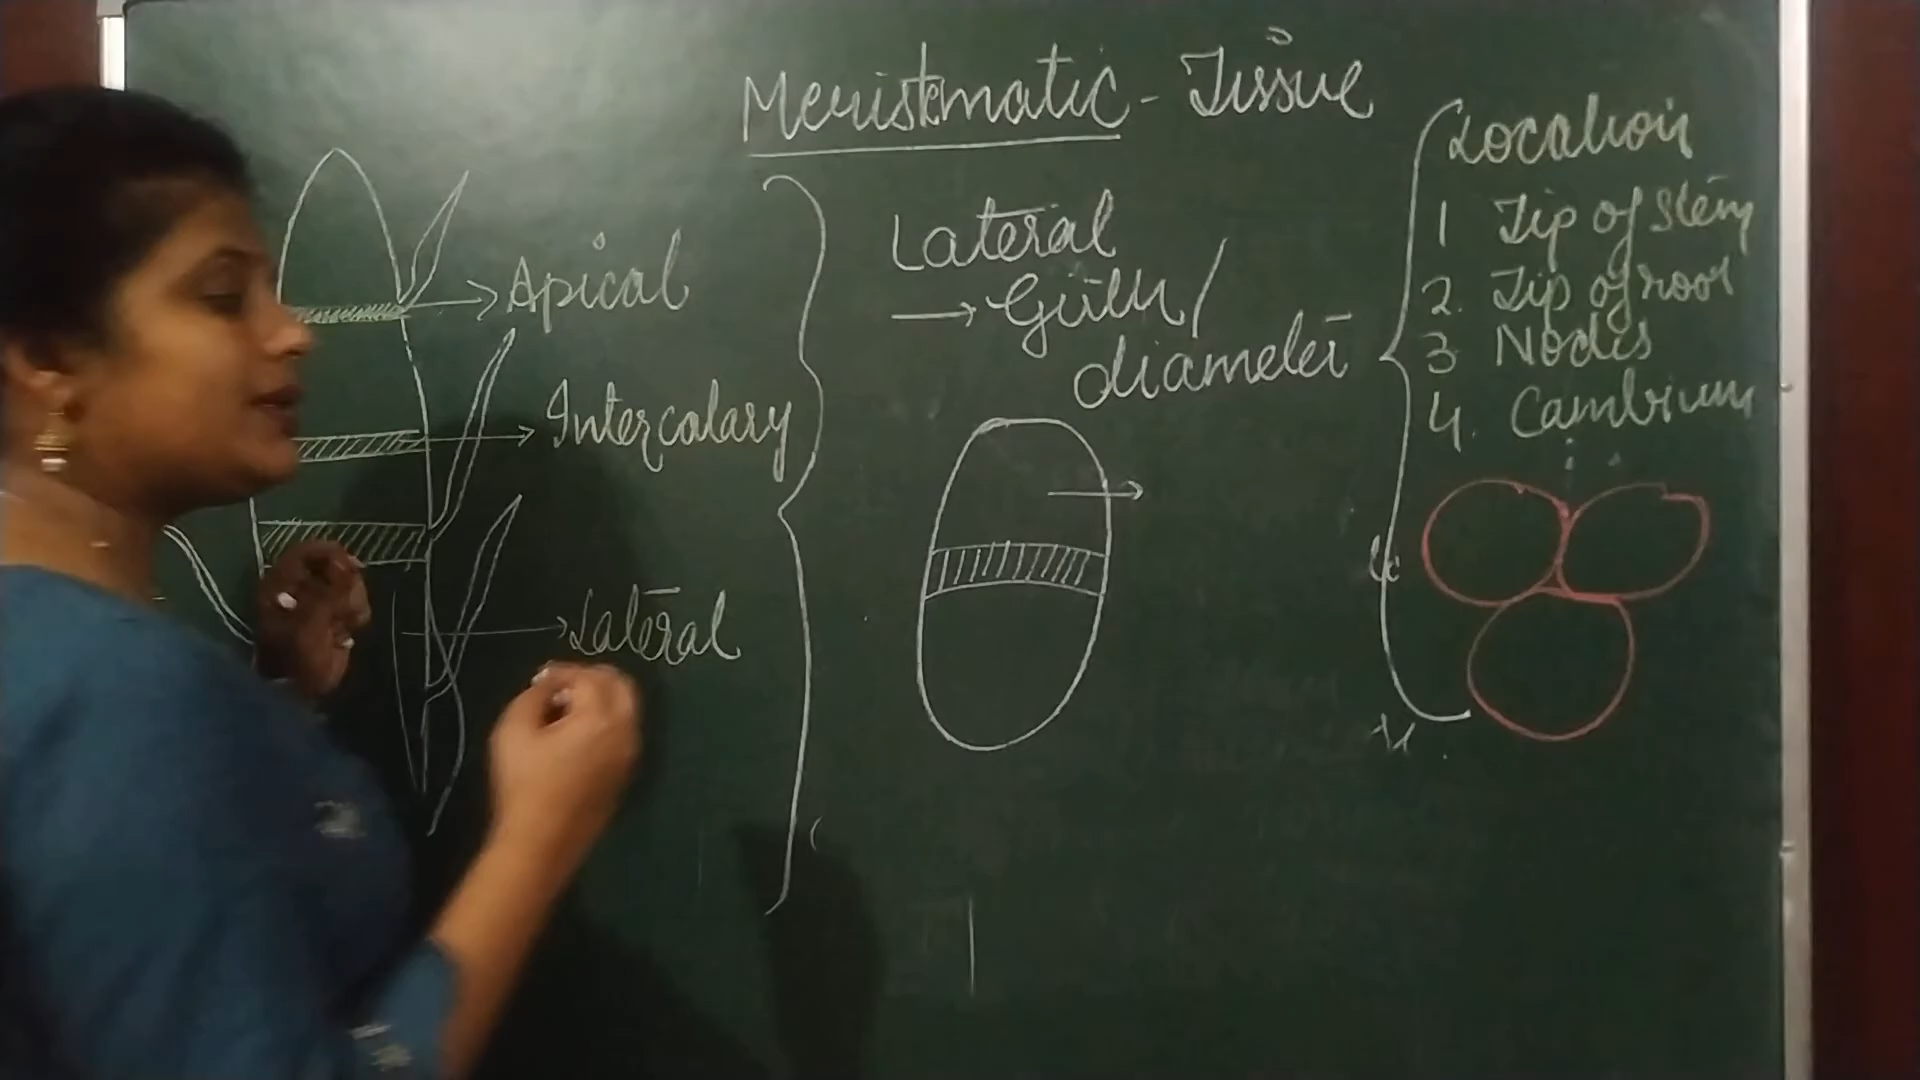 Meristematic - Tissue
Apical
Intercalary
Lateral
Lateral
→ Girth/
diameter
Location
1 Tip of stem
2. Tip of root
3 Nodes
4. Cambium